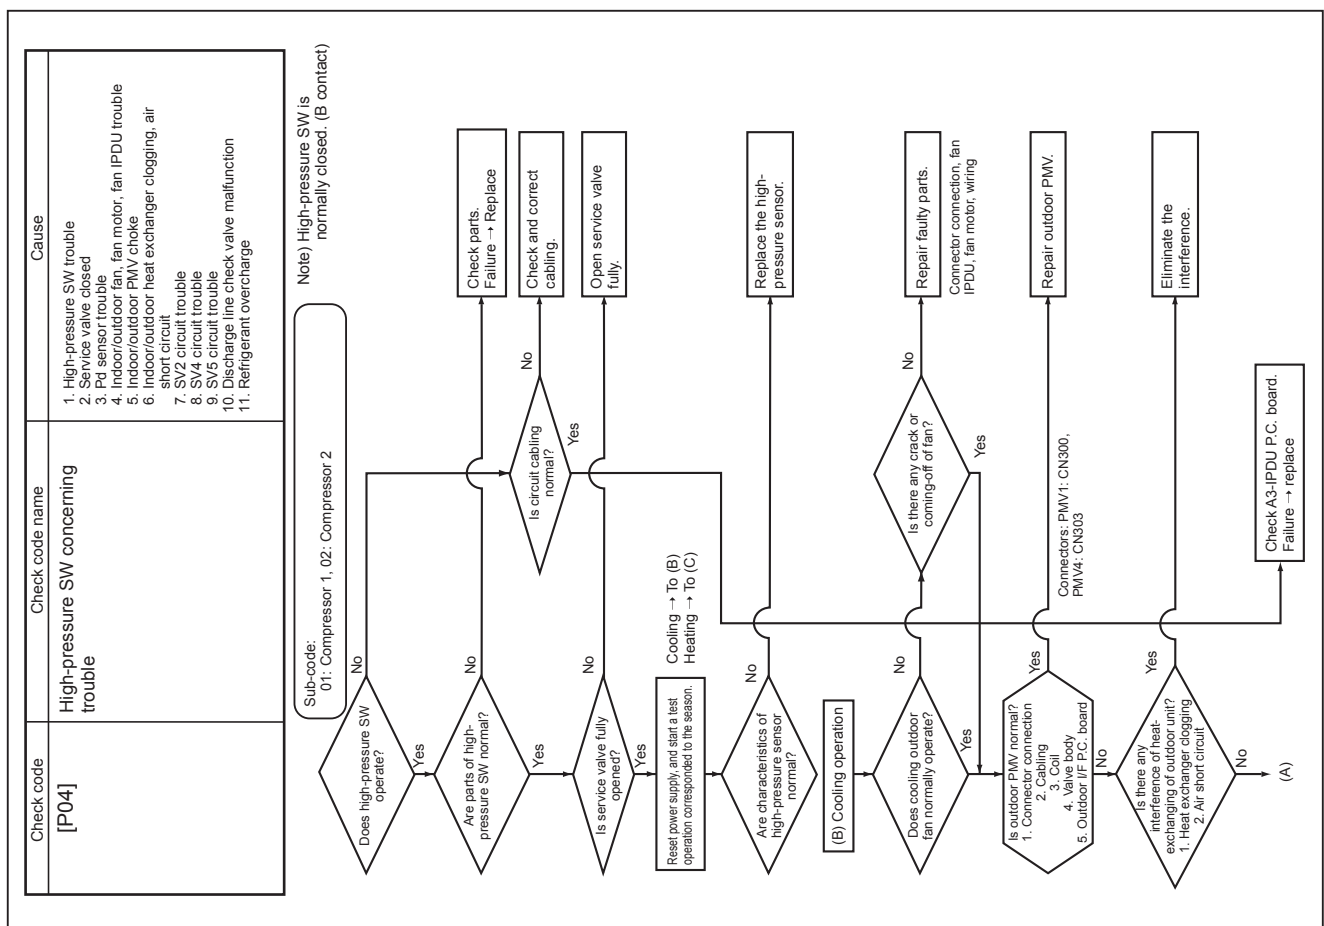 Check code
Check code name
Cause
[P04]
High-pressure SW concerning
trouble
1. High-pressure SW trouble
2. Service valve closed
3. Pd sensor trouble
4. Indoor/outdoor fan, fan motor, fan IPDU trouble
5. Indoor/outdoor PMV choke
6. Indoor/outdoor heat exchanger clogging, air
short circuit
7. SV2 circuit trouble
8. SV4 circuit trouble
9. SV5 circuit trouble
10. Discharge line check valve malfunction
11. Refrigerant overcharge
Sub-code:
01: Compressor 1, 02: Compressor 2
Note) High-pressure SW is
normally closed. (B contact)
Does high-pressure SW
operate?
No
Yes
Are parts of high-
pressure SW normal?
No
Check parts.
Failure → Replace
Yes
Is circuit cabling
normal?
No
Check and correct
cabling.
Yes
Is service valve fully
opened?
No
Open service valve
fully.
Yes
Reset power supply, and start a test
operation corresponded to the season.
Cooling → To (B)
Heating → To (C)
Are characteristics of
high-pressure sensor
normal?
Replace the high-
pressure sensor.
(B) Cooling operation
Does cooling outdoor
fan normally operate?
No
Yes
Is there any crack or
coming-off of fan?
No
Yes
Repair faulty parts.
Connector connection, fan
IPDU, fan motor, wiring
Is outdoor PMV normal?
1. Connector connection
2. Cabling
3. Coil
4. Valve body
5. Outdoor I/F P.C. board
Yes
No
Connectors: PMV1: CN300,
PMV4: CN303
Repair outdoor PMV.
Is there any
interference of heat-
exchanging of outdoor unit?
1. Heat exchanger clogging
2. Air short circuit
Yes
No
Eliminate the
interference.
(A)
Check A3-IPDU P.C. board.
Failure → replace